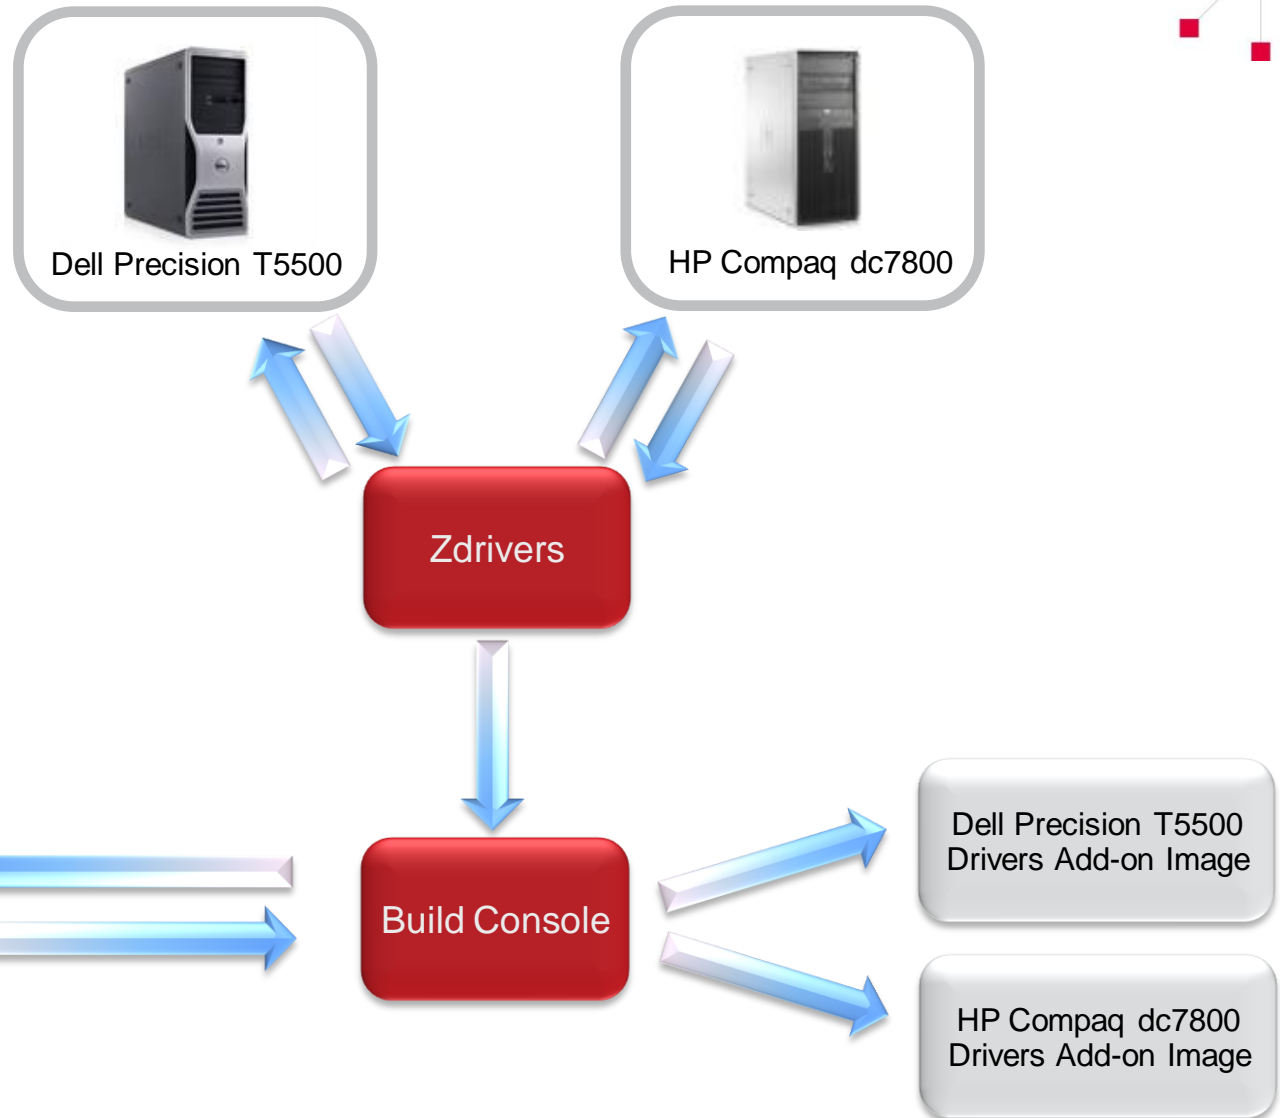 Dell Precision T5500
HP Compaq dc7800
Zdrivers
Build Console
Dell Precision T5500
Drivers Add-on Image
HP Compaq dc7800
Drivers Add-on Image